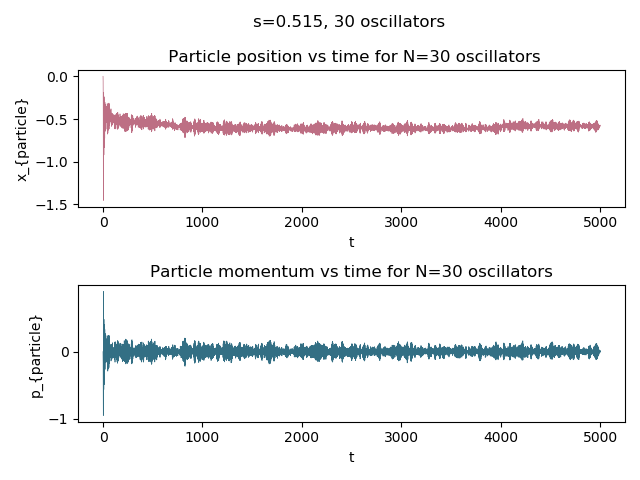 s=0.515, 30 oscillators
Particle position vs time for N=30 oscillators
0.0
−0.5
−1.0
−1.5
x_{particle}
0 1000 2000 3000 4000 5000
t
Particle momentum vs time for N=30 oscillators
0
−1
p_{particle}
0 1000 2000 3000 4000 5000
t